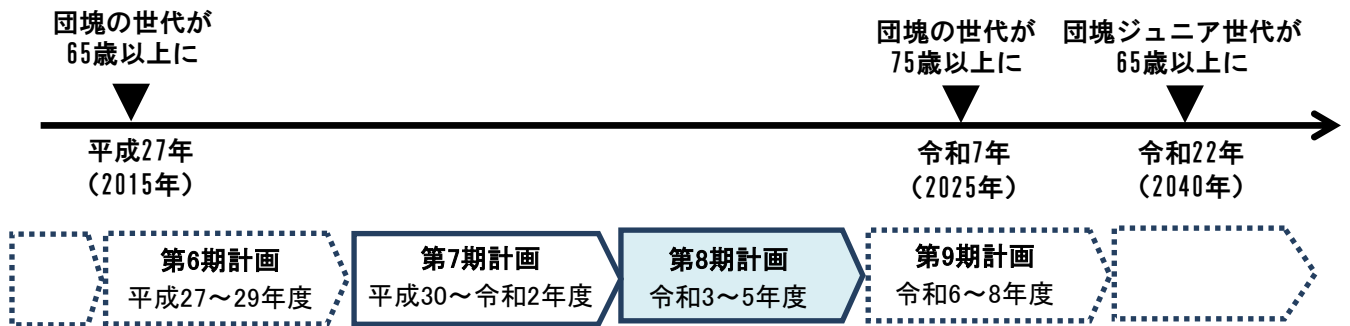 団塊の世代が
65歳以上に
団塊の世代が
75歳以上に
団塊ジュニア世代が
65歳以上に
平成27年
（2015年）
令和7年
（2025年）
令和22年
（2040年）
第6期計画
平成27～29年度
第7期計画
平成30～令和2年度
第8期計画
令和3～5年度
第9期計画
令和6～8年度